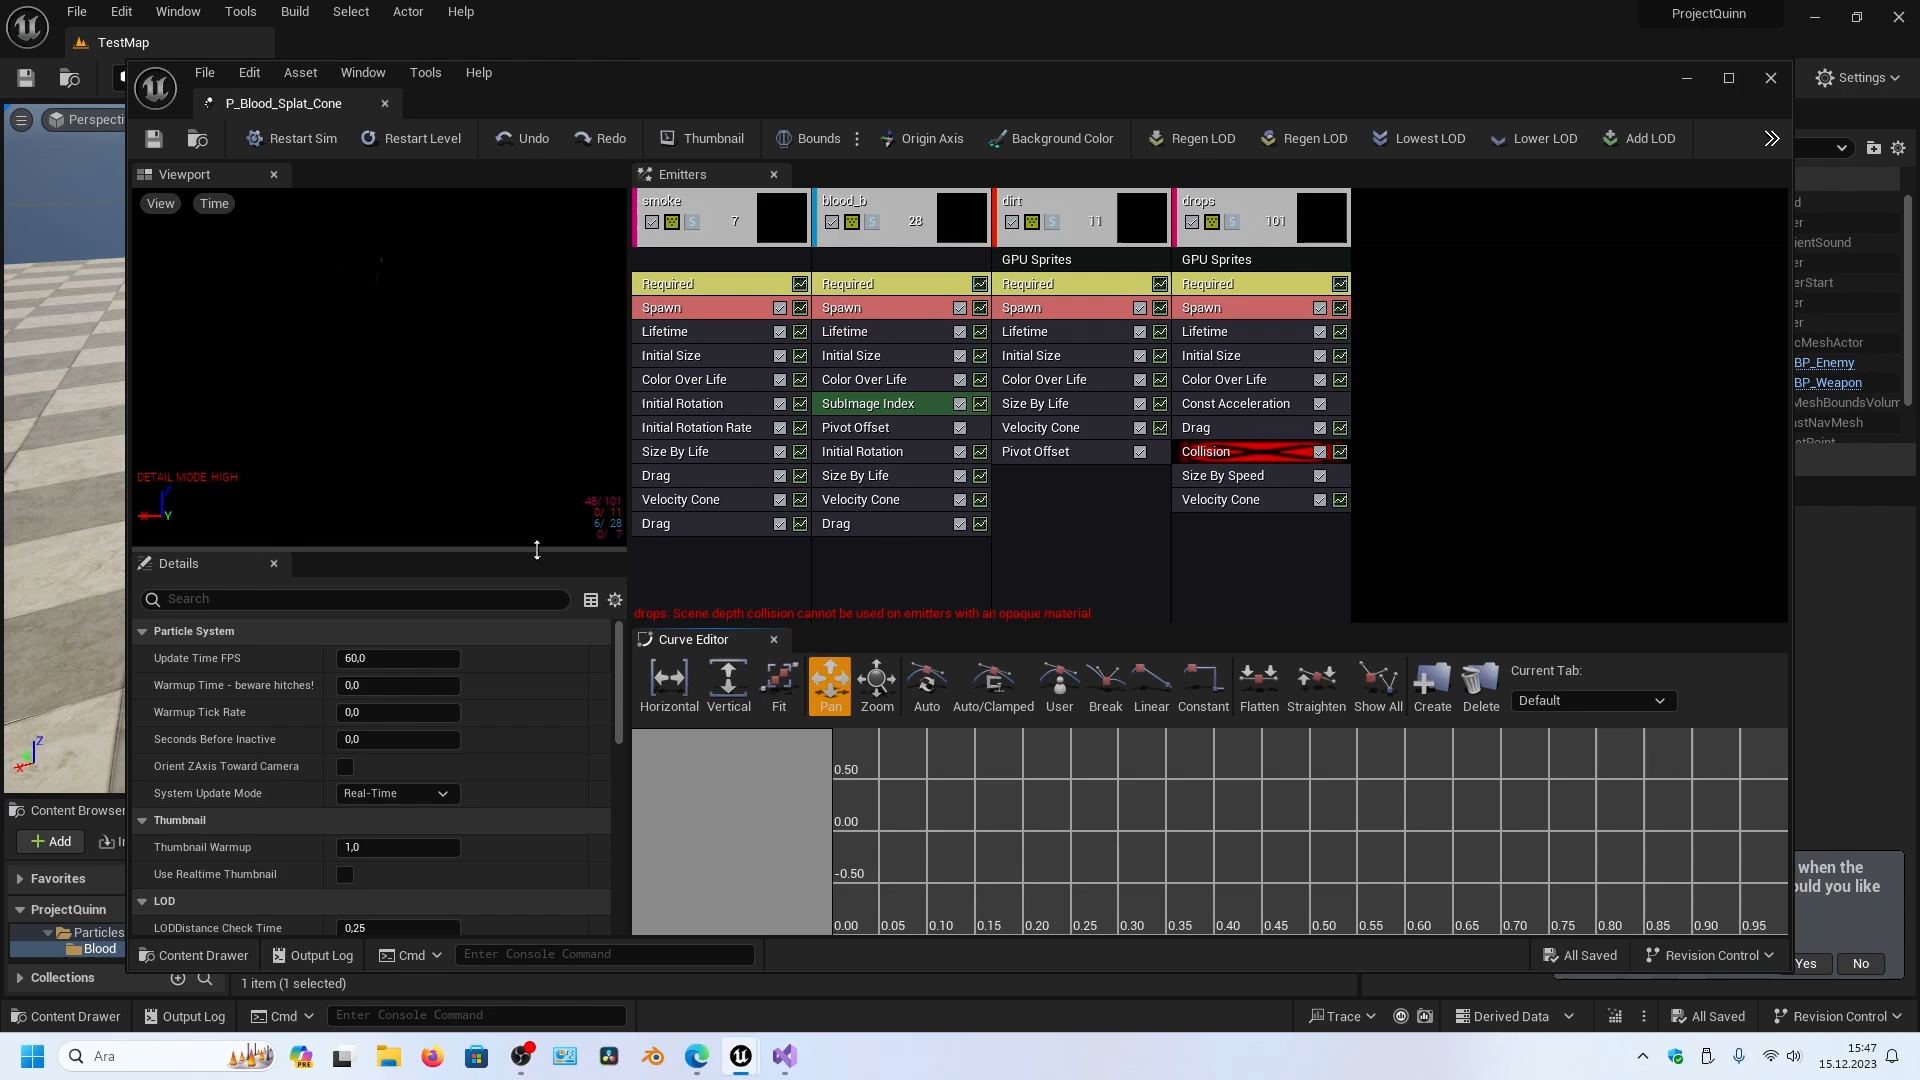 File Edit Window Tools Build Select Actor Help
ProjectQuinn
TestMap
File Edit Asset Window Tools Help
Settings
P_Blood_Splat_Cone
Perspecti
Restart Sim Restart Level Undo Redo Thumbnail Bounds Origin Axis Background Color Regen LOD Regen LOD Lowest LOD Lower LOD Add LOD
Viewport
Emitters
View Time
smoke
7
blood_b
28
dirt
11
drops
101
GPU Sprites
GPU Sprites
Required Required Required Required
Spawn Spawn Spawn Spawn
Lifetime Lifetime Lifetime Lifetime
Initial Size Initial Size Initial Size Initial Size
Color Over Life Color Over Life Color Over Life Color Over Life
Initial Rotation SubImage Index Size By Life Const Acceleration
Initial Rotation Rate Pivot Offset Velocity Cone Drag
Size By Life Initial Rotation Pivot Offset Collision
Drag Size By Life Size By Speed
Velocity Cone Velocity Cone Velocity Cone
Drag Drag
d
er
ientSound
er
erStart
er
er
cMeshActor
BP_Enemy
BP_Weapon
MeshBoundsVolum
astNavMesh
DETAIL MODE: HIGH
Z
X Y
48/ 101
0/ 11
6/ 28
0/ 7
drops: Scene depth collision cannot be used on emitters with an opaque material.
Details
Search
Particle System
Update Time FPS 60,0
Warmup Time - beware hitches! 0,0
Warmup Tick Rate 0,0
Seconds Before Inactive 0,0
Orient ZAxis Toward Camera
System Update Mode Real-Time
Thumbnail
Thumbnail Warmup 1,0
Use Realtime Thumbnail
LOD
LODDistance Check Time 0,25
Curve Editor
Horizontal Vertical Fit Pan Zoom Auto Auto/Clamped User Break Linear Constant Flatten Straighten Show All Create Delete
Current Tab:
Default
0.50
0.00
-0.50
0.00 0.05 0.10 0.15 0.20 0.25 0.30 0.35 0.40 0.45 0.50 0.55 0.60 0.65 0.70 0.75 0.80 0.85 0.90 0.95
Z
X
Content Browser
Add
Favorites
ProjectQuinn
Particles
Blood
Collections
when the
ould you like
Yes No
Content Drawer Output Log Cmd Enter Console Command All Saved Revision Control
1 item (1 selected)
Content Drawer Output Log Cmd Enter Console Command Trace Derived Data All Saved Revision Control
Ara
PRE
15:47
15.12.2023